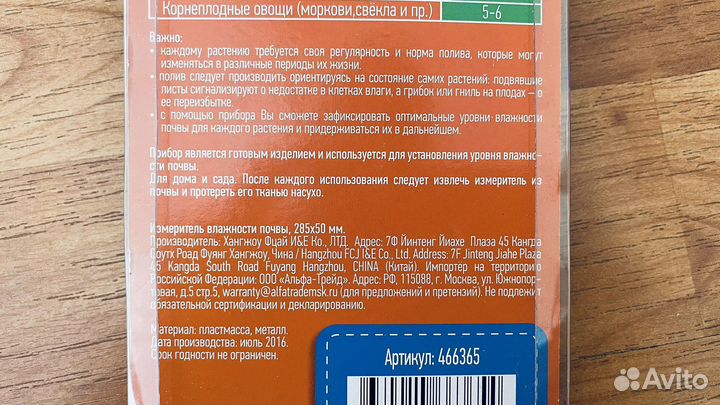 Корнеплодные овощи (моркови,свёкла и пр.) 5-6
Важно:
• каждому растению требуется своя регулярность и норма полива, которые могут
изменяться в различные периоды их жизни.
• полив следует производить ориентируясь на состояние самих растений: подвявшие
листы сигнализируют о недостатке в клетках влаги, а грибок или гниль на плодах – о
ее переизбытке.
• с помощью прибора Вы сможете зафиксировать оптимальные уровни влажности
почвы для каждого растения и придерживаться их в дальнейшем.
Прибор является готовым изделием и используется для установления уровня влажно-
сти почвы.
Для дома и сада. После каждого использования следует извлечь измеритель из
почвы и протереть его тканью насухо.
Измеритель влажности почвы, 285х50 мм.
Производитель: Хангжоу Фцай И&Е Ко., ЛТД. Адрес: 7Ф Йинтенг Йиахе Плаза 45 Кангда
Соутх Роад Фуянг Хангжоу, Чина / Hangzhou FCJ I&E Co., Ltd, Address: 7F Jinteng Jiahe Plaza
45 Kangda South Road Fuyang Hangzhou, CHINA (Китай). Импортёр на территорию
Российской Федерации: ООО «Альфа-Трейд». Адрес: РФ, 115088, г. Москва, ул. Южнопор-
товая, д.5 стр.5, warranty@alfatrademsk.ru (для предложений и претензий). Не подлежит
обязательной сертификации и декларированию.
Материал: пластмасса, металл.
Дата производства: июль 2016.
Срок годности не ограничен.
Артикул: 466365
Avito